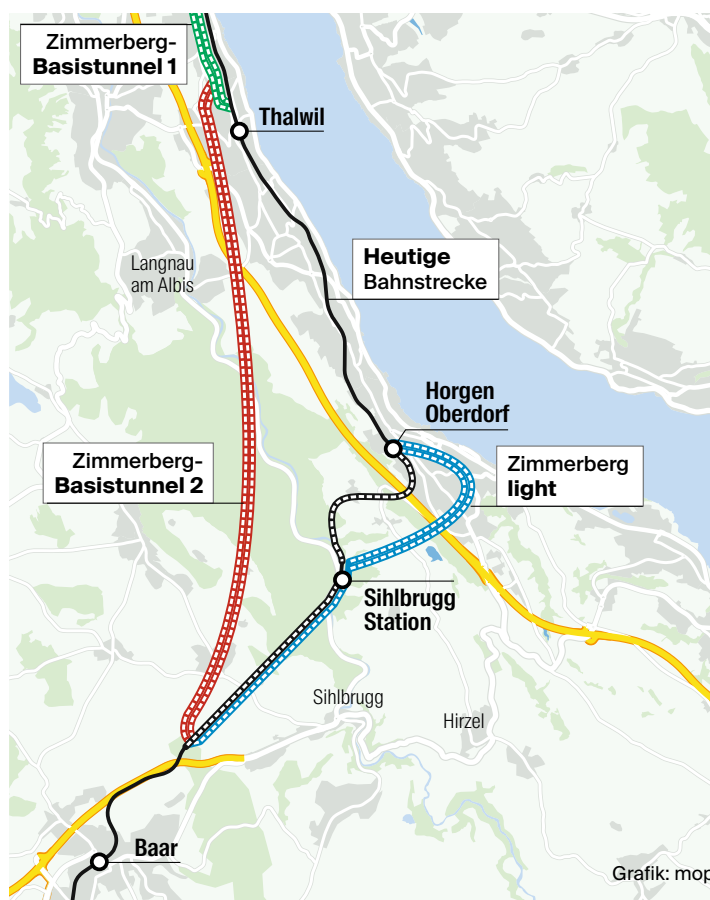 Zimmerberg-
Basistunnel 1
Thalwil
Langnau
am Albis
Heutige
Bahnstrecke
Horgen
Oberdorf
Zimmerberg-
Basistunnel 2
Zimmerberg
light
Sihlbrugg
Station
Sihlbrugg
Hirzel
Baar
Grafik: mop